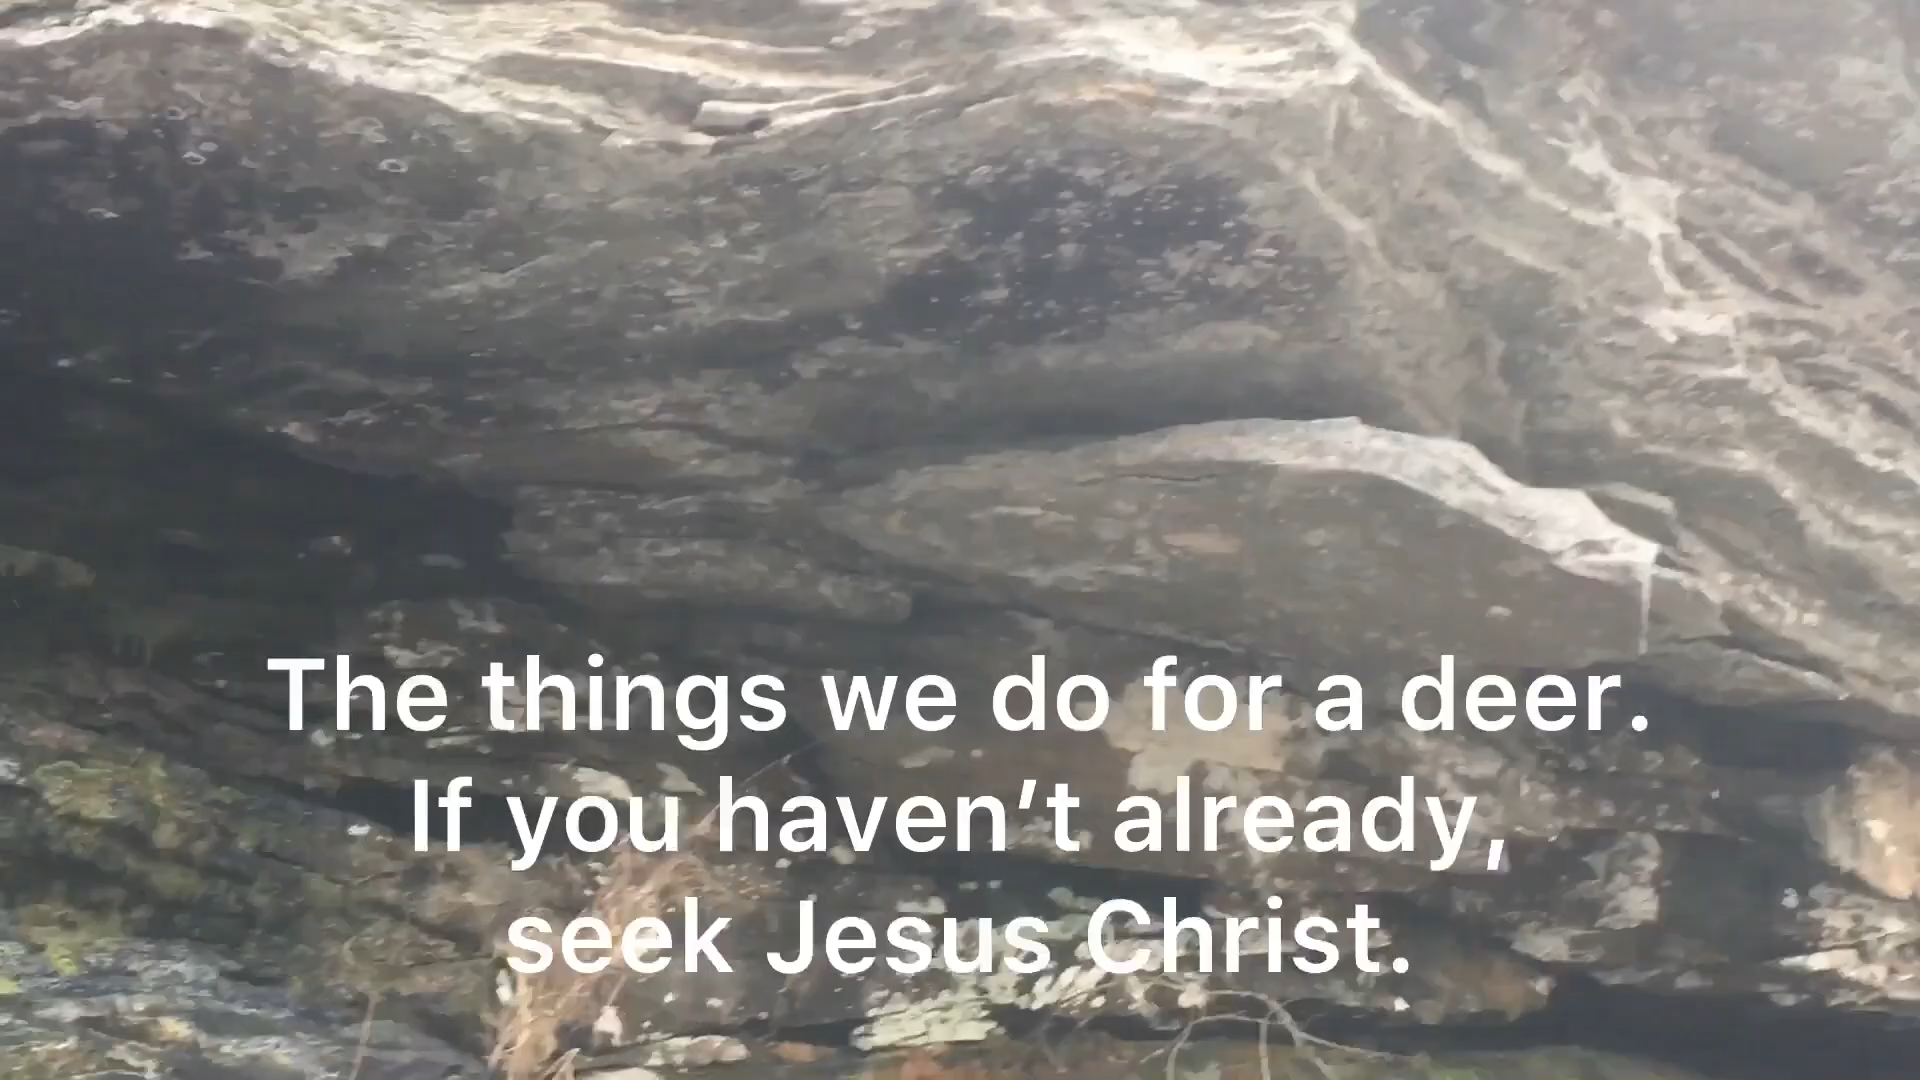 The things we do for a deer.
If you haven’t already,
seek Jesus Christ.